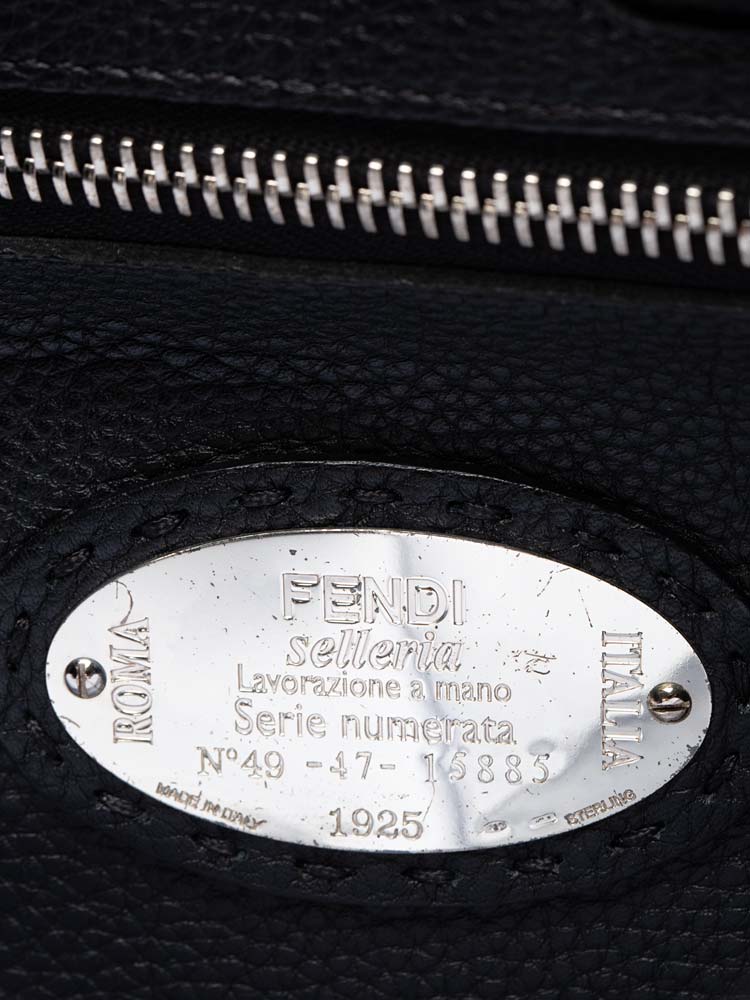 FENDI
selleria
Lavorazione a mano
Serie numerata
N°49 -47- 15885
1925
ROMA
ITALIA
MADE IN ITALY
STERLING